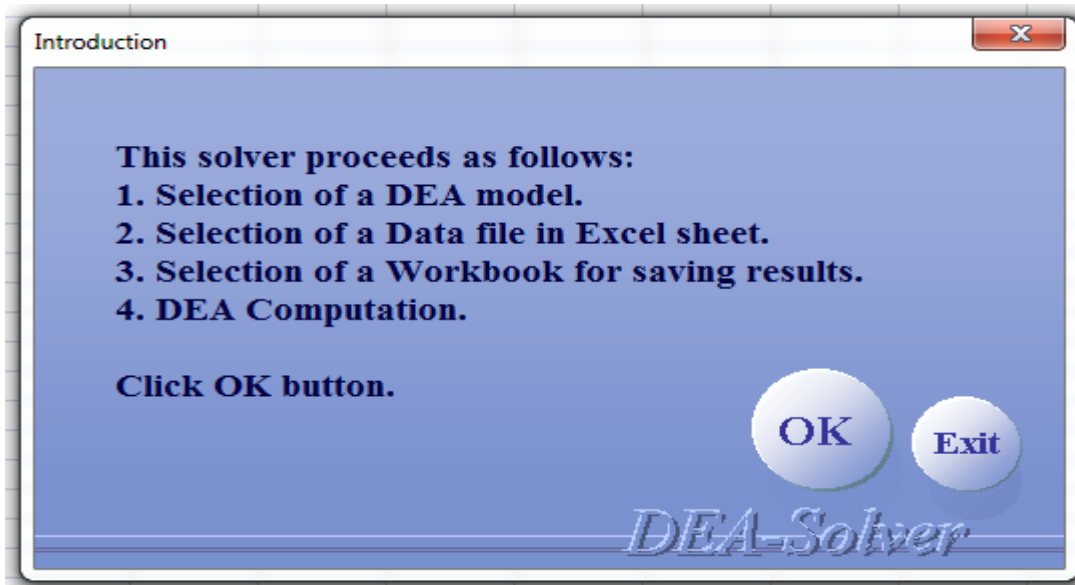 Introduction
This solver proceeds as follows:
1. Selection of a DEA model.
2. Selection of a Data file in Excel sheet.
3. Selection of a Workbook for saving results.
4. DEA Computation.
Click OK button.
OK
Exit
DEA-Solver